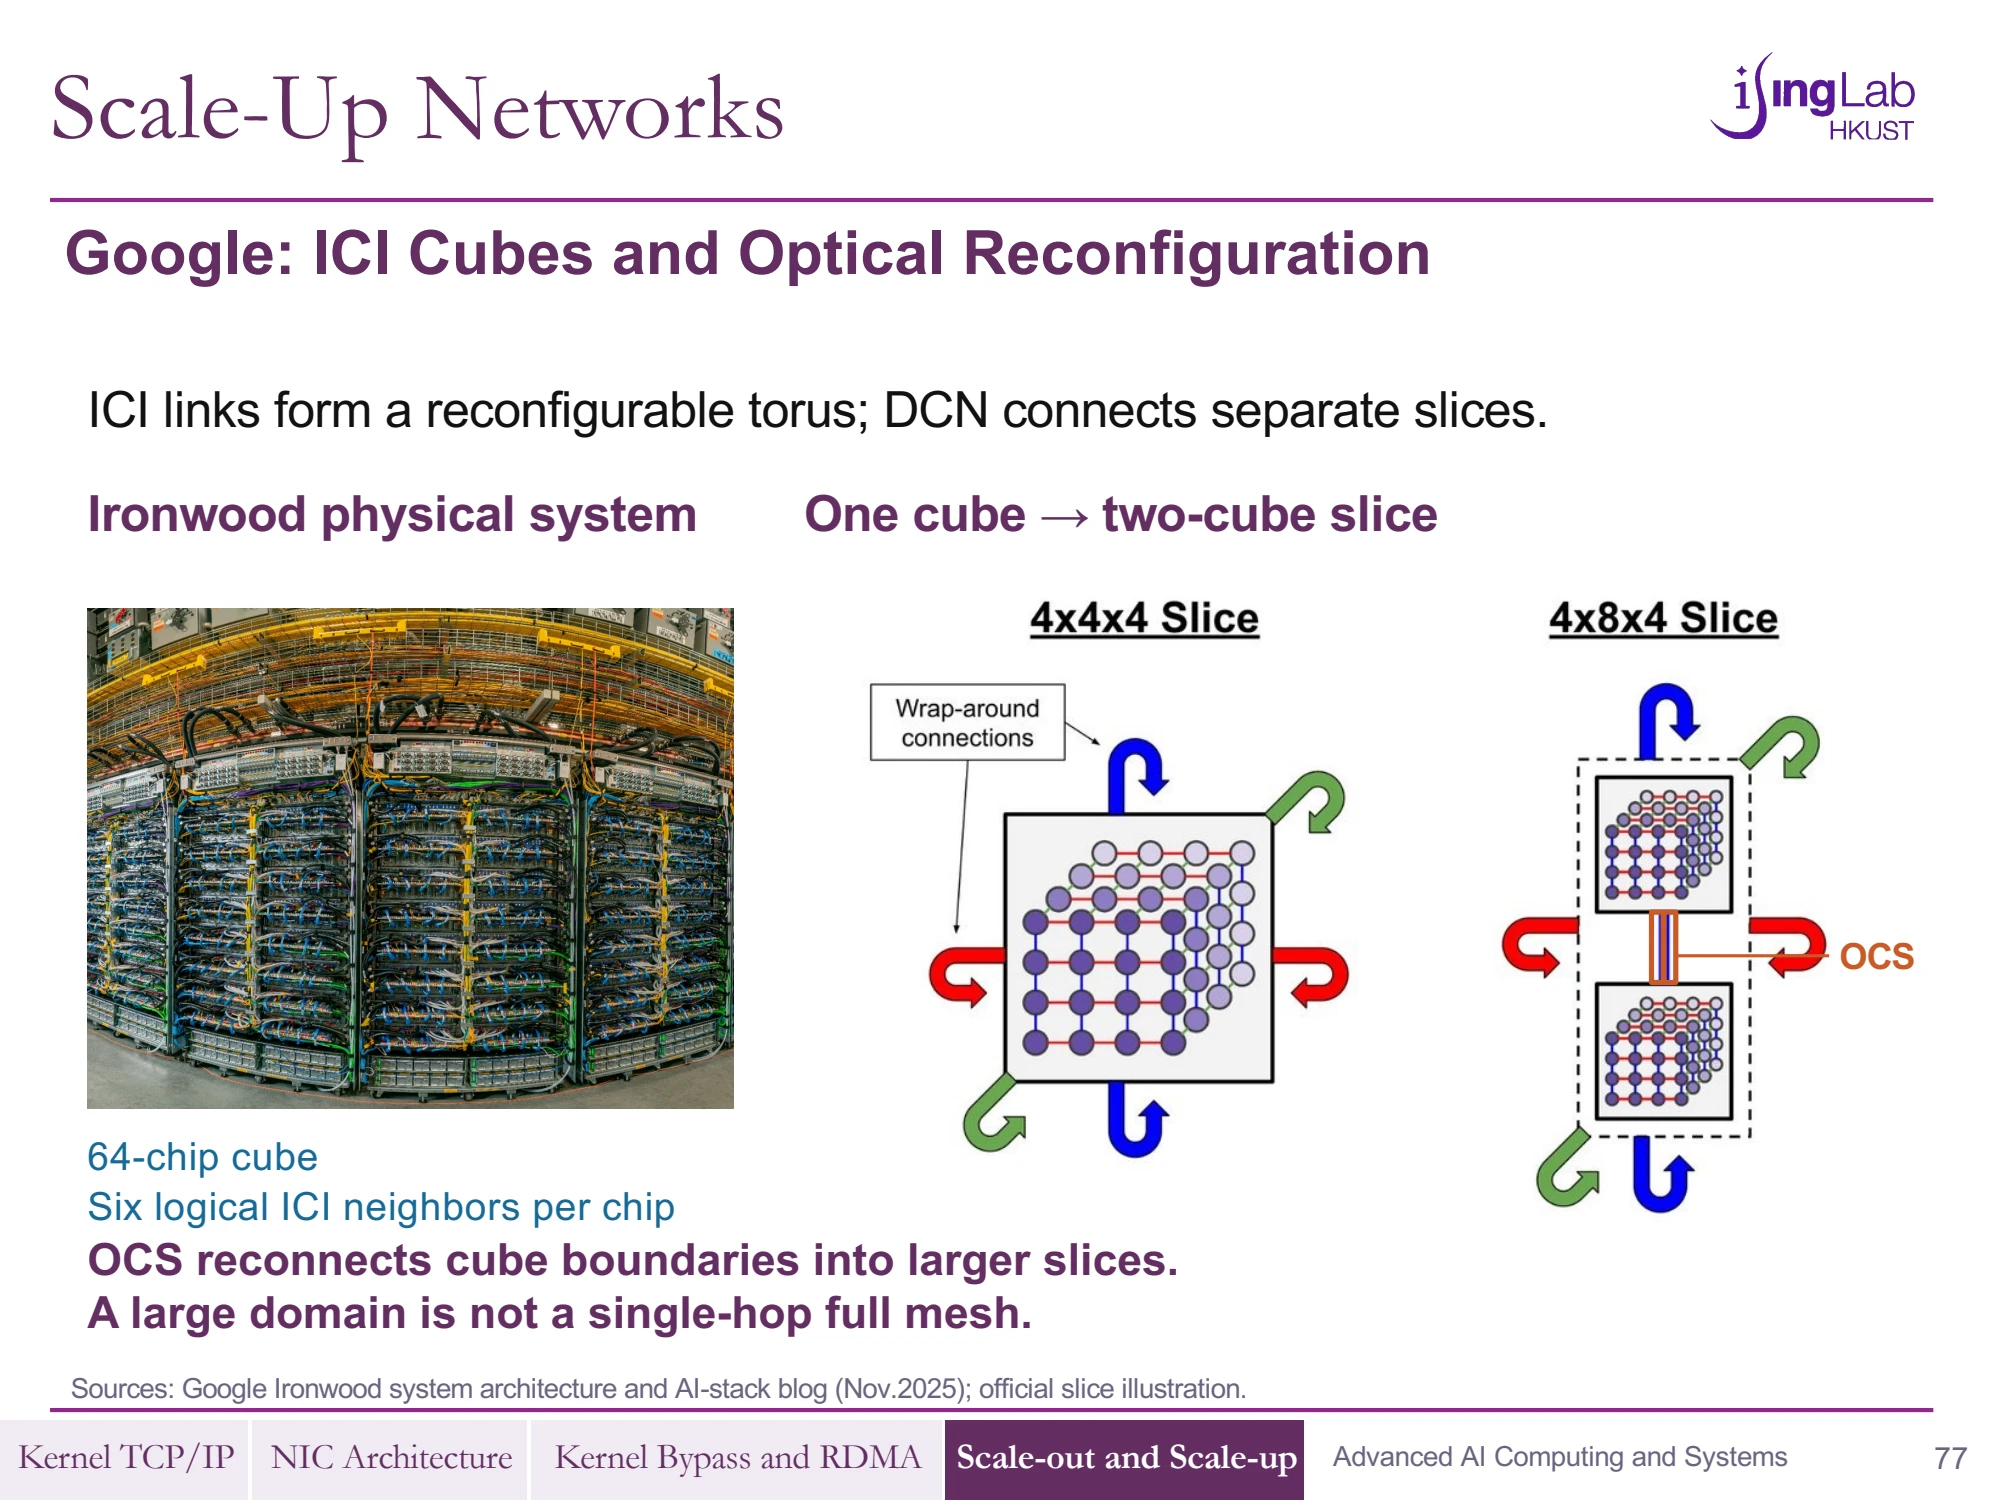 Scale-Up Networks
isingLab
HKUST
Google: ICI Cubes and Optical Reconfiguration
ICI links form a reconfigurable torus; DCN connects separate slices.
Ironwood physical system
One cube → two-cube slice
4x4x4 Slice
4x8x4 Slice
Wrap-around
connections
OCS
64-chip cube
Six logical ICI neighbors per chip
OCS reconnects cube boundaries into larger slices.
A large domain is not a single-hop full mesh.
Sources: Google Ironwood system architecture and AI-stack blog (Nov.2025); official slice illustration.
Kernel TCP/IP
NIC Architecture
Kernel Bypass and RDMA
Scale-out and Scale-up
Advanced AI Computing and Systems
77